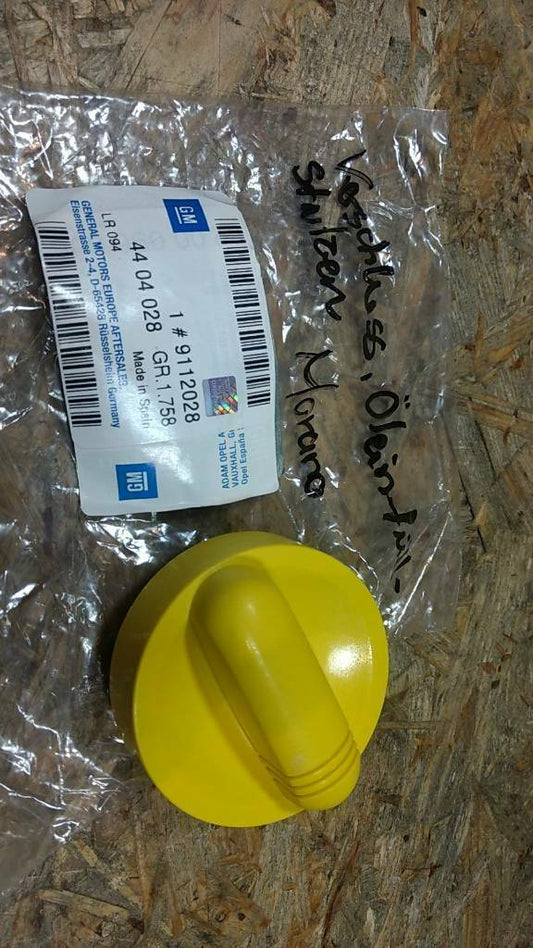 Verschluss, Öleinfüll-
Stutzen Movano
GM
1 # 9112028
44 04 028 GR.1.758
LR 094 Made in Spain
GENERAL MOTORS EUROPE AFTERSALES
Eisenstrasse 2-4, D-65428 Rüsselsheim Germany
ADAM OPEL A
VAUXHALL, G
Opel España
GM